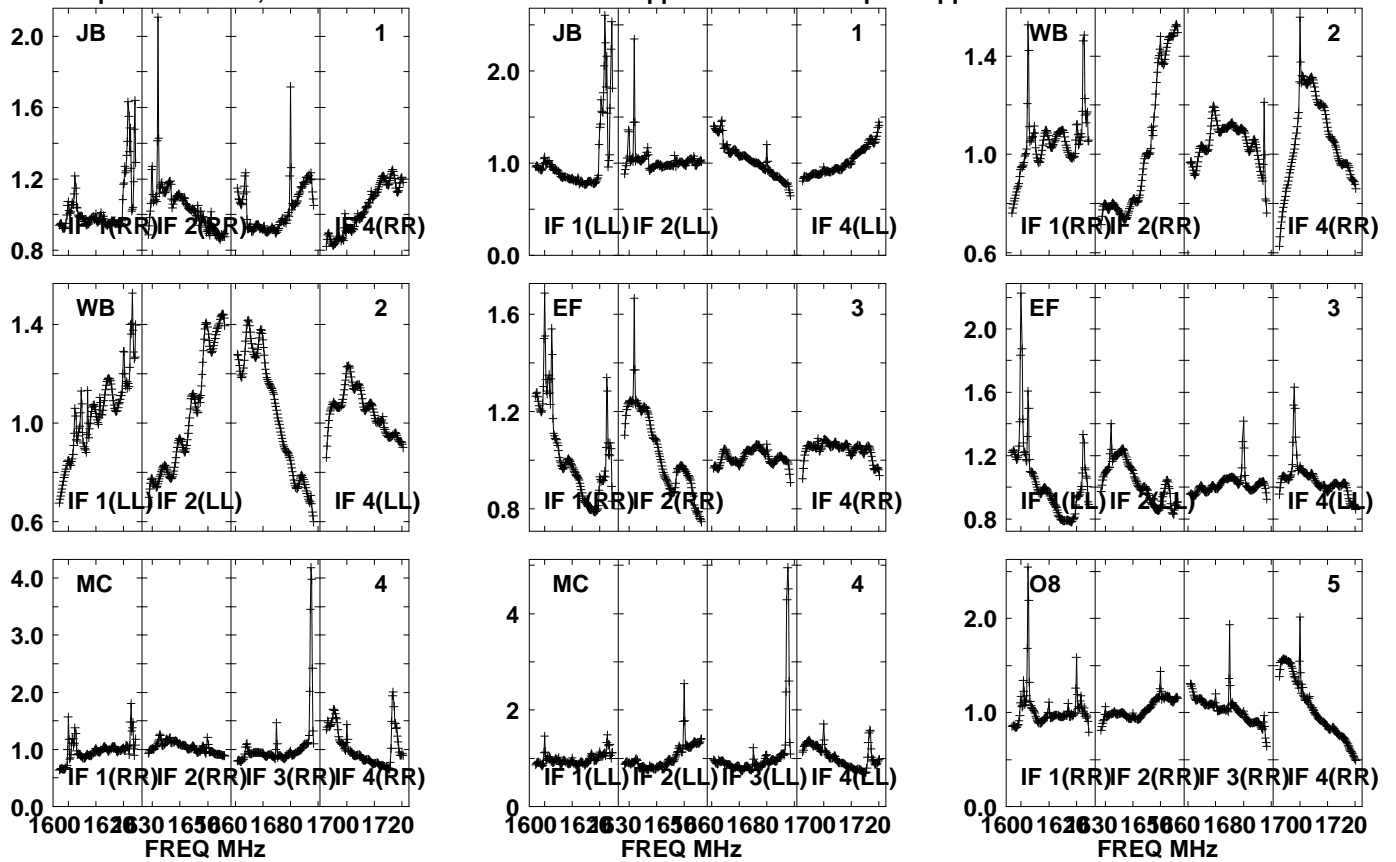 JB 1
2.0
1.6
1.2
0.8
IF 1(RR) IF 2(RR) IF 4(RR)
JB 1
2.0
1.0
0.0
IF 1(LL) IF 2(LL) IF 4(LL)
WB 2
1.4
1.0
0.6
IF 1(RR) IF 2(RR) IF 4(RR)
WB 2
1.4
1.0
0.6
IF 1(LL) IF 2(LL) IF 4(LL)
EF 3
1.6
1.2
0.8
IF 1(RR) IF 2(RR) IF 4(RR)
EF 3
2.0
1.6
1.2
0.8
IF 1(LL) IF 2(LL) IF 4(LL)
MC 4
4.0
3.0
2.0
1.0
0.0
IF 1(RR) IF 2(RR) IF 3(RR) IF 4(RR)
1600 1620 1630 1650 1660 1700 1720
FREQ MHz
MC 4
4
2
0
IF 1(LL) IF 2(LL) IF 3(LL) IF 4(LL)
1600 1620 1630 1650 1660 1700 1720
FREQ MHz
O8 5
2.0
1.0
0.0
IF 1(RR) IF 2(RR) IF 3(RR) IF 4(RR)
1600 1620 1630 1650 1660 1700 1720
FREQ MHz